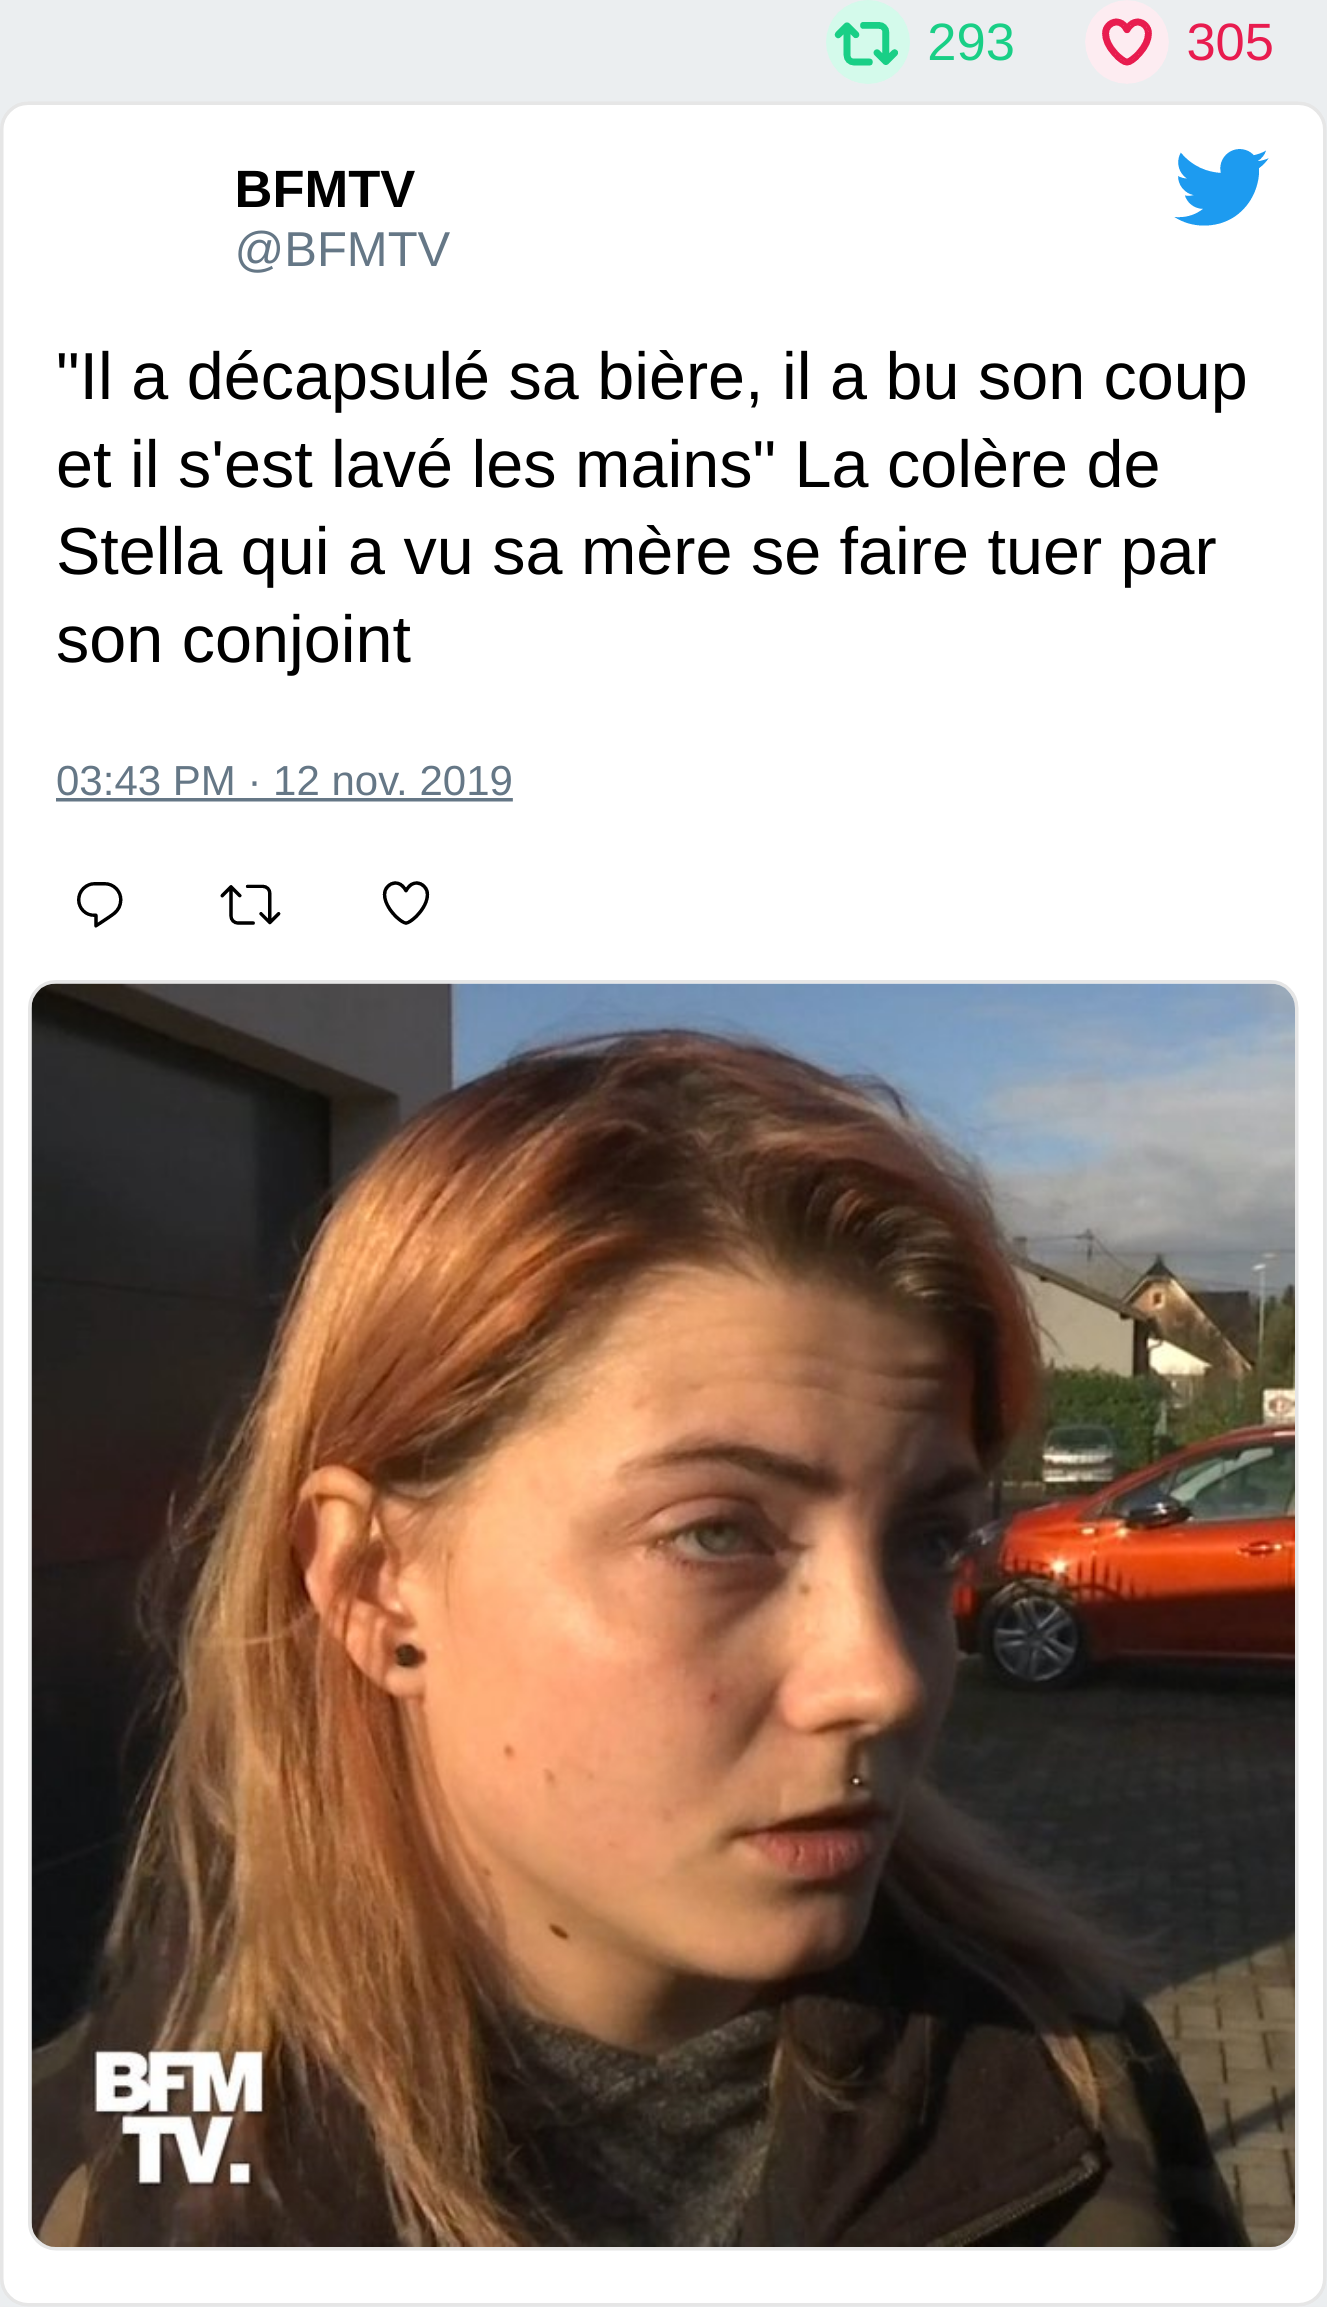 293 305
BFMTV
@BFMTV
"Il a décapsulé sa bière, il a bu son coup
et il s'est lavé les mains" La colère de
Stella qui a vu sa mère se faire tuer par
son conjoint
03:43 PM · 12 nov. 2019
BFM
TV.